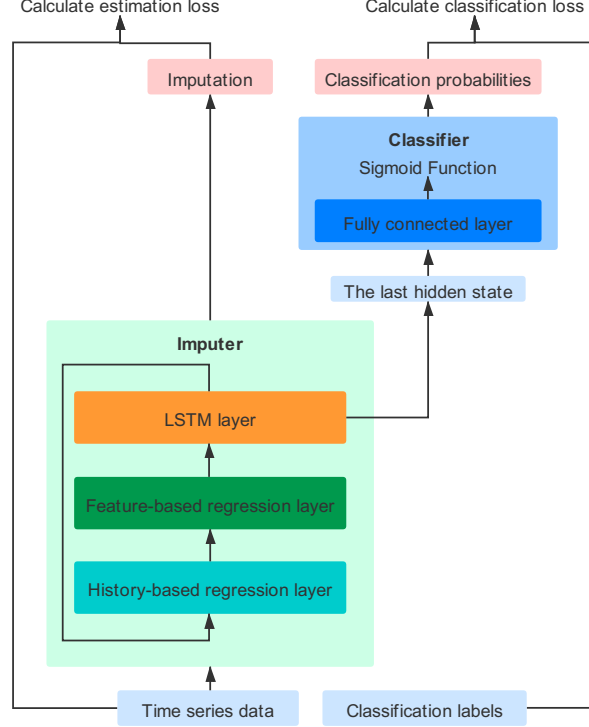 Calculate estimation loss
Calculate classification loss
Imputation
Classification probabilities
Classifier
Sigmoid Function
Fully connected layer
The last hidden state
Imputer
LSTM layer
Feature-based regression layer
History-based regression layer
Time series data
Classification labels